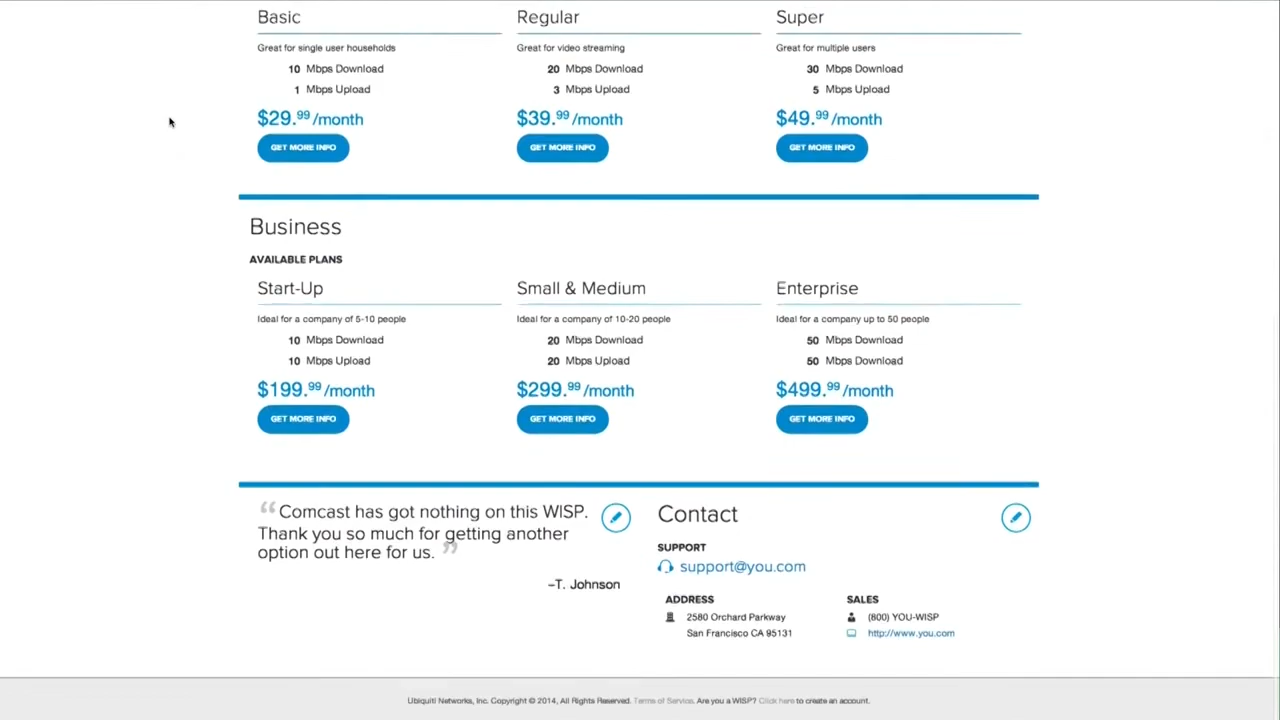 Basic
Great for single user households
10 Mbps Download
1 Mbps Upload
$29.99/month
GET MORE INFO
Regular
Great for video streaming
20 Mbps Download
3 Mbps Upload
$39.99/month
GET MORE INFO
Super
Great for multiple users
30 Mbps Download
5 Mbps Upload
$49.99/month
GET MORE INFO
Business
AVAILABLE PLANS
Start-Up
Ideal for a company of 5-10 people
10 Mbps Download
10 Mbps Upload
$199.99/month
GET MORE INFO
Small & Medium
Ideal for a company of 10-20 people
20 Mbps Download
20 Mbps Upload
$299.99/month
GET MORE INFO
Enterprise
Ideal for a company up to 50 people
50 Mbps Download
50 Mbps Download
$499.99/month
GET MORE INFO
“Comcast has got nothing on this WISP.
Thank you so much for getting another
option out here for us. ”
–T. Johnson
Contact
SUPPORT
support@you.com
ADDRESS
2580 Orchard Parkway
San Francisco CA 95131
SALES
(800) YOU-WISP
http://www.you.com
Ubiquiti Networks, Inc. Copyright © 2014, All Rights Reserved. Terms of Service. Are you a WISP? Click here to create an account.